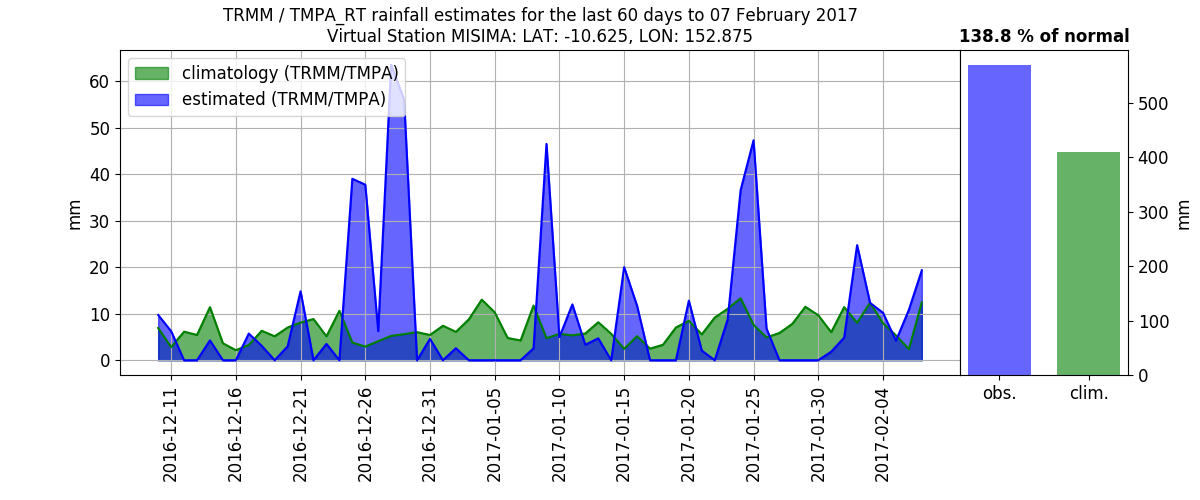 TRMM / TMPA_RT rainfall estimates for the last 60 days to 07 February 2017
Virtual Station MISIMA: LAT: -10.625, LON: 152.875
138.8 % of normal
climatology (TRMM/TMPA)
estimated (TRMM/TMPA)
mm
60
50
40
30
20
10
0
2016-12-11
2016-12-16
2016-12-21
2016-12-26
2016-12-31
2017-01-05
2017-01-10
2017-01-15
2017-01-20
2017-01-25
2017-01-30
2017-02-04
500
400
300
200
100
0
mm
obs.
clim.